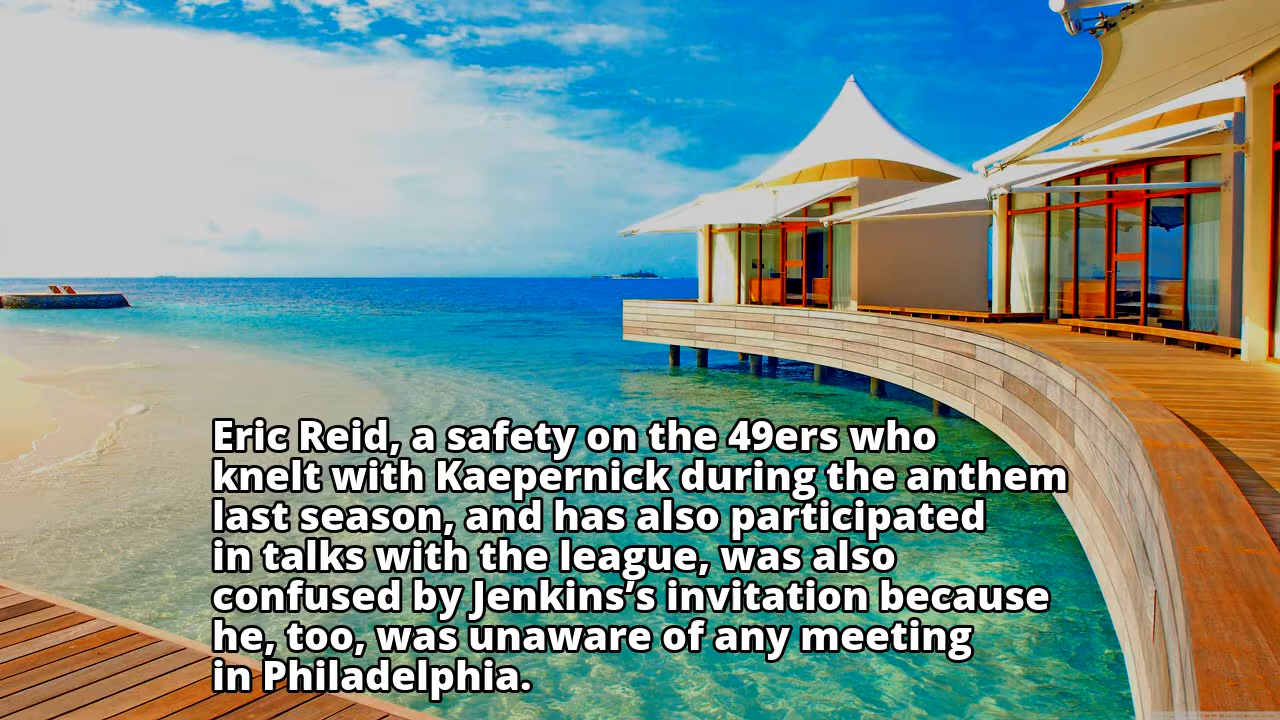 Eric Reid, a safety on the 49ers who
knelt with Kaepernick during the anthem
last season, and has also participated
in talks with the league, was also
confused by Jenkins’s invitation because
he, too, was unaware of any meeting
in Philadelphia.